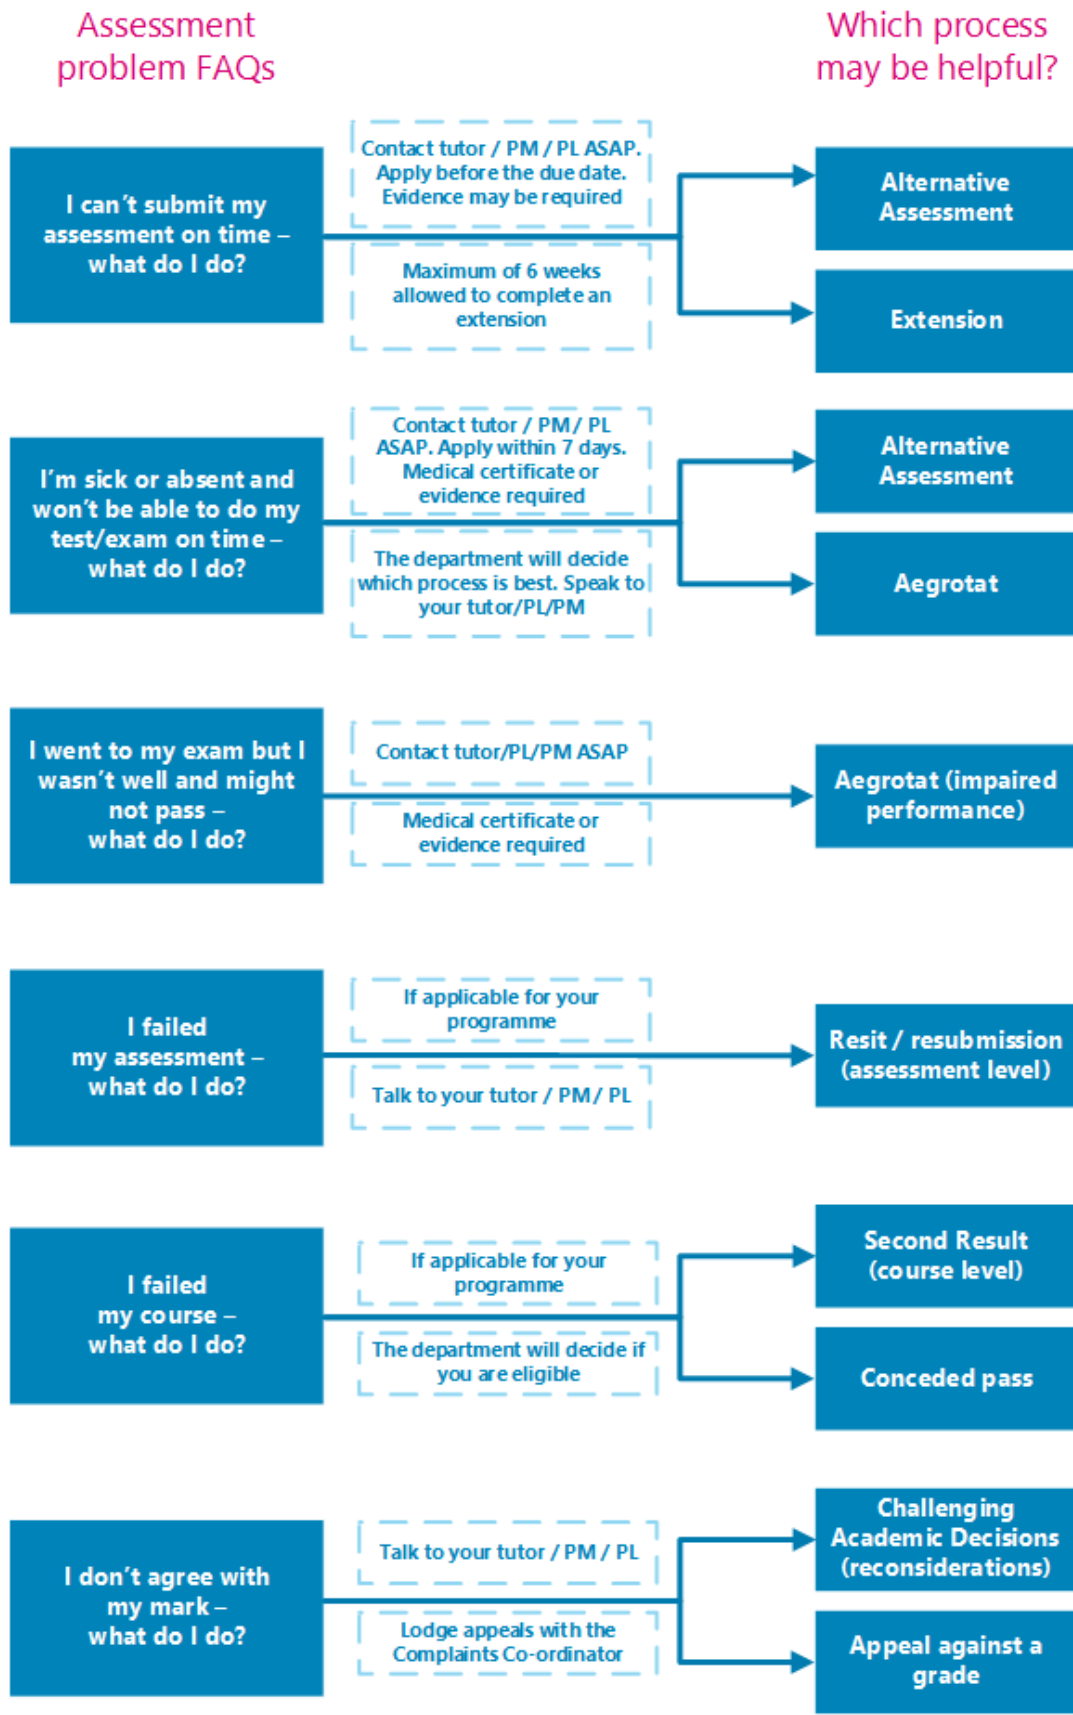 Assessment
problem FAQs
Which process
may be helpful?
I can't submit my
assessment on time –
what do I do?
Contact tutor / PM / PL ASAP.
Apply before the due date.
Evidence may be required
Maximum of 6 weeks
allowed to complete an
extension
Alternative
Assessment
Extension
I'm sick or absent and
won't be able to do my
test/exam on time –
what do I do?
Contact tutor / PM / PL
ASAP. Apply within 7 days.
Medical certificate or
evidence required
The department will decide
which process is best. Speak to
your tutor/PL/PM
Alternative
Assessment
Aegrotat
I went to my exam but I
wasn't well and might
not pass –
what do I do?
Contact tutor/PL/PM ASAP
Medical certificate or
evidence required
Aegrotat (impaired
performance)
I failed
my assessment –
what do I do?
If applicable for your
programme
Talk to your tutor / PM / PL
Resit / resubmission
(assessment level)
I failed
my course –
what do I do?
If applicable for your
programme
The department will decide if
you are eligible
Second Result
(course level)
Conceded pass
I don't agree with
my mark –
what do I do?
Talk to your tutor / PM / PL
Lodge appeals with the
Complaints Co-ordinator
Challenging
Academic Decisions
(reconsiderations)
Appeal against a
grade